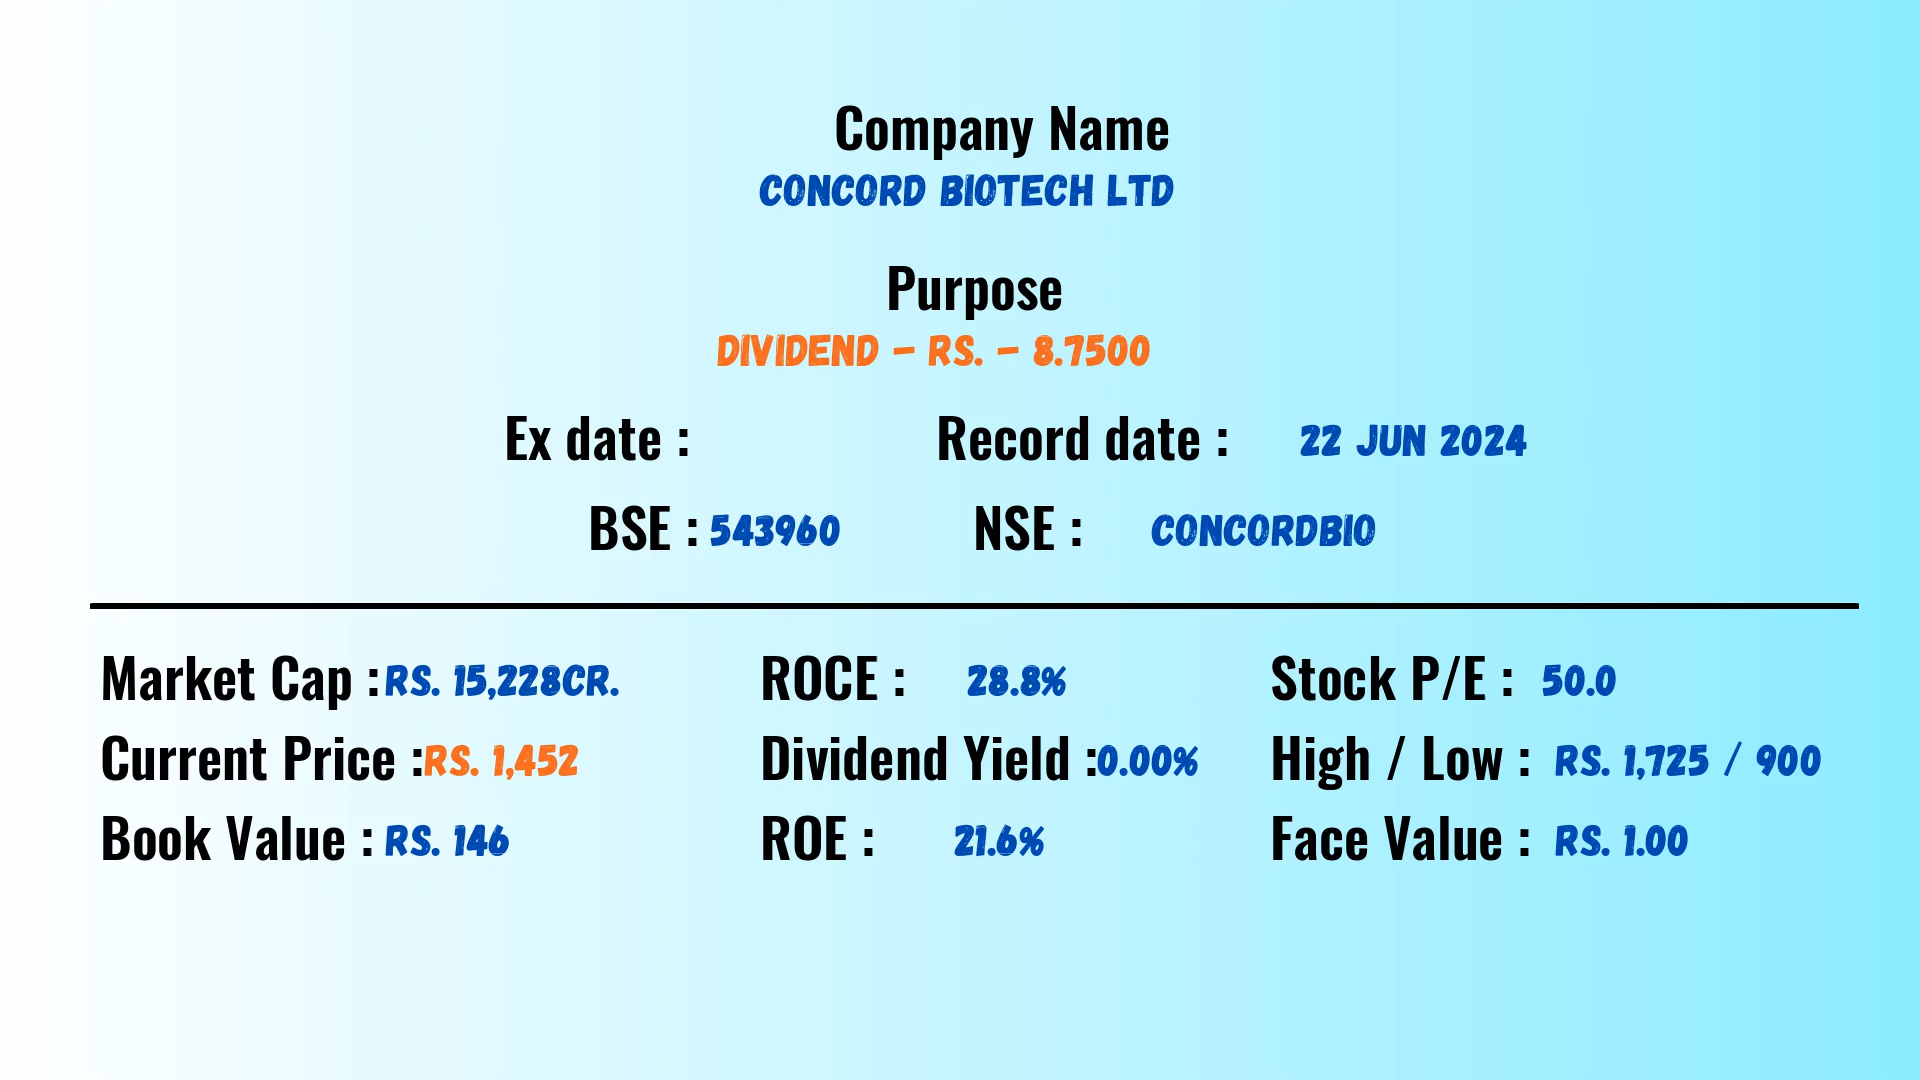 Company Name
CONCORD BIOTECH LTD
Purpose
DIVIDEND - RS. - 8.7500
Ex date : Record date : 22 JUN 2024
BSE : 543960 NSE : CONCORDBIO
Market Cap : RS. 15,228CR. ROCE : 28.8% Stock P/E : 50.0
Current Price : RS. 1,452 Dividend Yield : 0.00% High / Low : RS. 1,725 / 900
Book Value : RS. 146 ROE : 21.6% Face Value : RS. 1.00